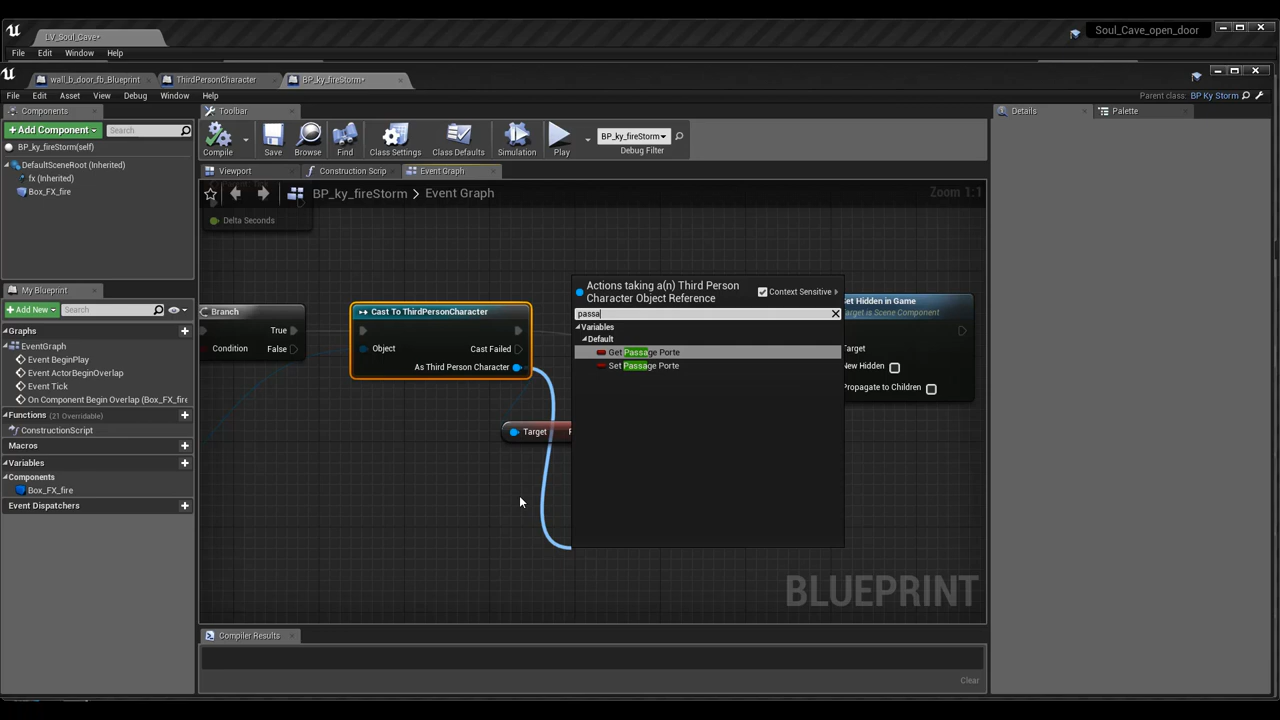 LV_Soul_Cave*
Soul_Cave_open_door
File Edit Window Help
wall_b_door_fb_Blueprint ThirdPersonCharacter BP_ky_fireStorm*
File Edit Asset View Debug Window Help
Parent class: BP Ky Storm
Components
Toolbar
Details
Palette
+Add Component
Search
BP_ky_fireStorm(self)
DefaultSceneRoot (Inherited)
fx (Inherited)
Box_FX_fire
Compile Save Browse Find Class Settings Class Defaults Simulation Play
BP_ky_fireStorm
Debug Filter
Viewport Construction Scrip Event Graph
BP_ky_fireStorm > Event Graph
Zoom 1:1
Delta Seconds
My Blueprint
+Add New
Search
Graphs
EventGraph
Event BeginPlay
Event ActorBeginOverlap
Event Tick
On Component Begin Overlap (Box_FX_fire
Functions (21 Overridable)
ConstructionScript
Macros
Variables
Components
Box_FX_fire
Event Dispatchers
Branch
True
Condition False
Cast To ThirdPersonCharacter
Object
Cast Failed
As Third Person Character
Target
Actions taking a(n) Third Person
Character Object Reference
Context Sensitive
passa
Variables
Default
Get Passage Porte
Set Passage Porte
Set Hidden in Game
Target is Scene Component
Target
New Hidden
Propagate to Children
BLUEPRINT
Compiler Results
Clear